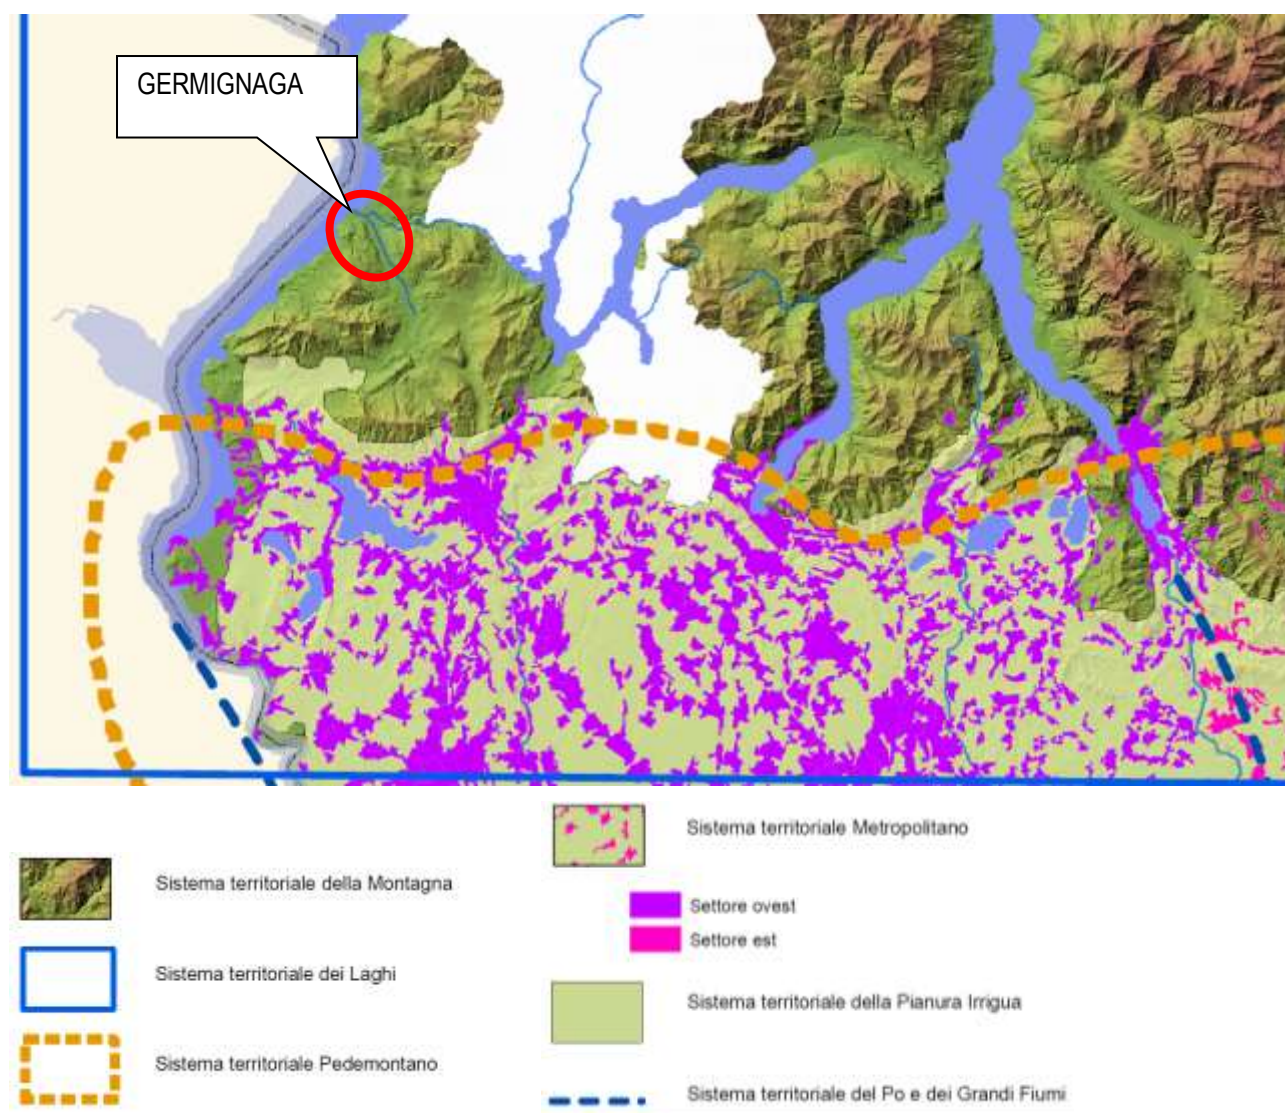 GERMIGNAGA
Sistema territoriale Metropolitano
Sistema territoriale della Montagna
Settore ovest
Settore est
Sistema territoriale dei Laghi
Sistema territoriale della Pianura Irrigua
Sistema territoriale Pedemontano
Sistema territoriale del Po e dei Grandi Fiumi